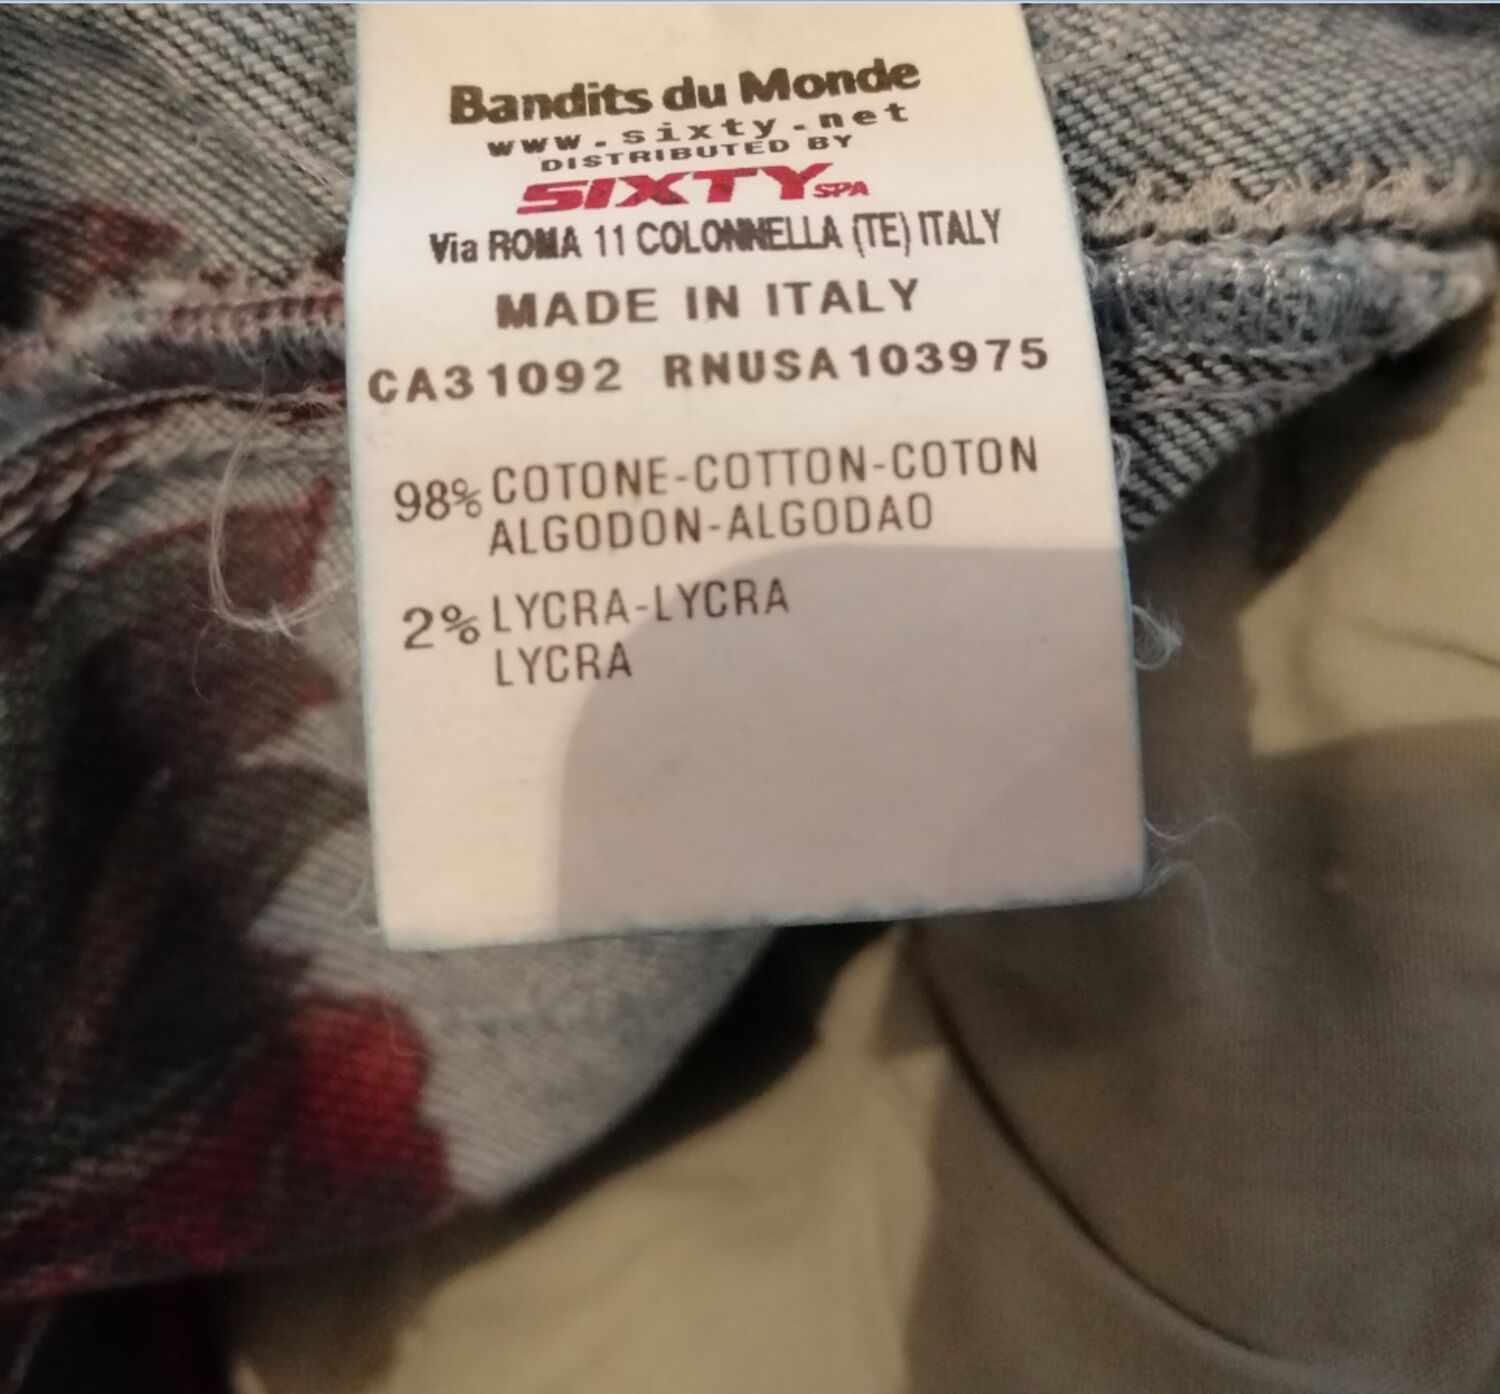 Bandits du Monde
www.sixty.net
DISTRIBUTED BY
SIXTY SPA
Via ROMA 11 COLONNELLA (TE) ITALY
MADE IN ITALY
CA31092 RNUSA103975
98% COTONE-COTTON-COTON
ALGODON-ALGODAO
2% LYCRA-LYCRA
LYCRA